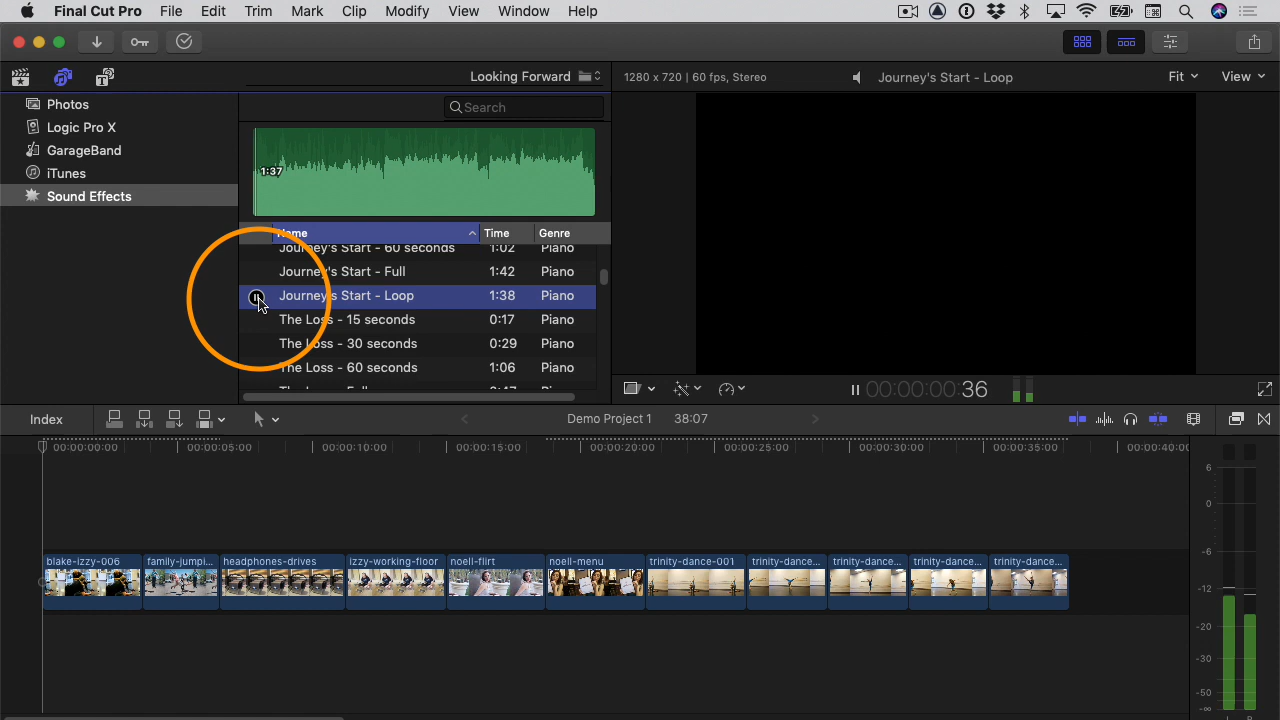 Final Cut Pro File Edit Trim Mark Clip Modify View Window Help
Looking Forward
1280 x 720 | 60 fps, Stereo
Journey's Start - Loop
Fit
View
Photos
Logic Pro X
GarageBand
iTunes
Sound Effects
Search
1:37
Name Time Genre
Journey's Start - 60 seconds 1:02 Piano
Journey's Start - Full 1:42 Piano
Journey's Start - Loop 1:38 Piano
The Loss - 15 seconds 0:17 Piano
The Loss - 30 seconds 0:29 Piano
The Loss - 60 seconds 1:06 Piano
00:00:00:00:36
Index
Demo Project 1 38:07
00:00:00:00 00:00:05:00 00:00:10:00 00:00:15:00 00:00:20:00 00:00:25:00 00:00:30:00 00:00:35:00 00:00:40:00
blake-izzy-006 family-jumpi... headphones-drives izzy-working-floor noell-flirt noell-menu trinity-dance-001 trinity-dance... trinity-dance... trinity-dance... trinity-dance...
6
0
-6
-12
-20
-30
-50
-∞